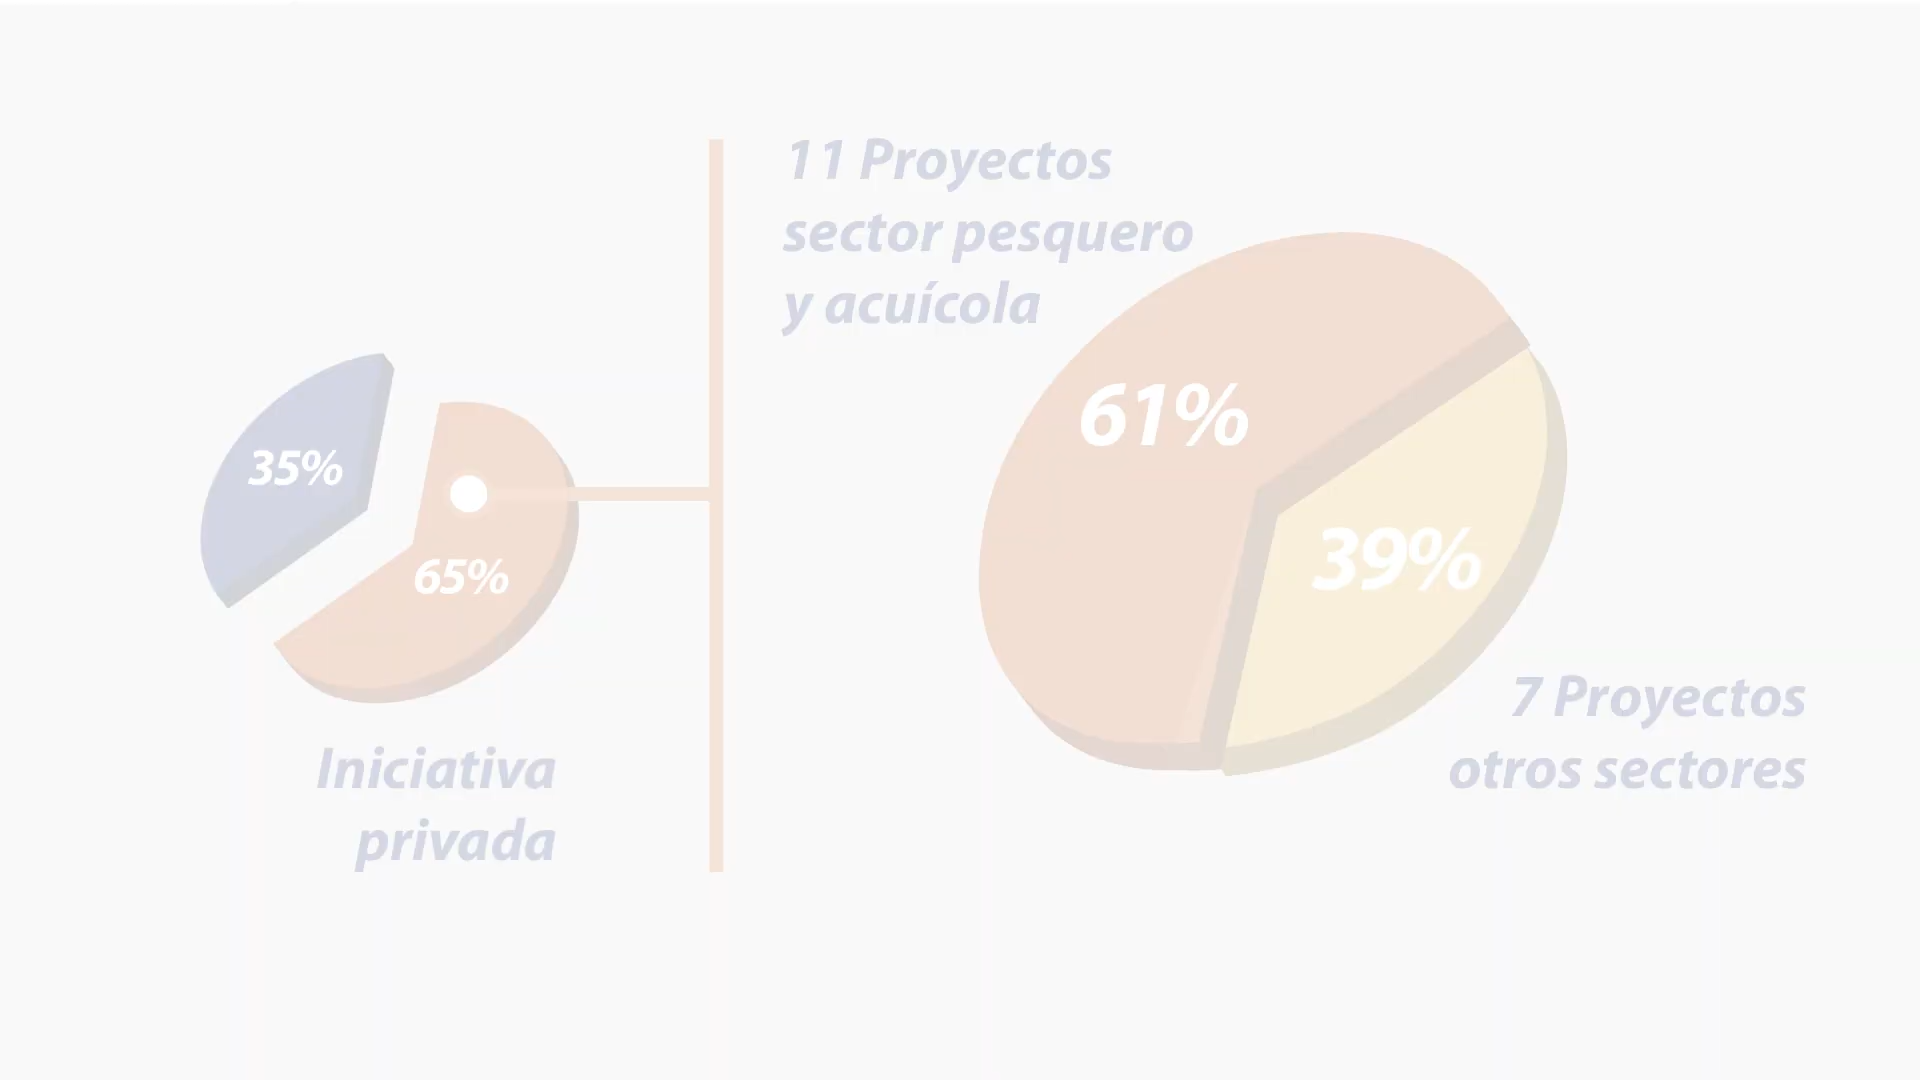 35%
65%
Iniciativa
privada
11 Proyectos
sector pesquero
y acuícola
61%
39%
7 Proyectos
otros sectores